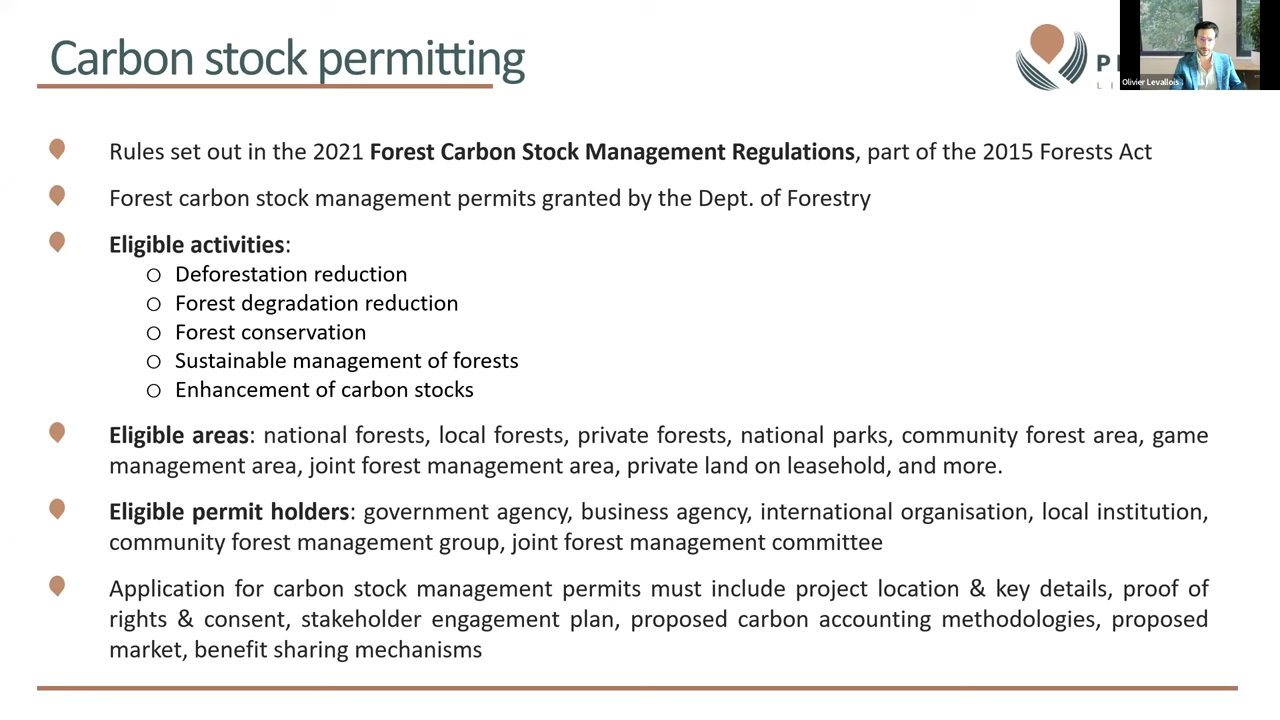 Carbon stock permitting
Olivier Levallois
Rules set out in the 2021 Forest Carbon Stock Management Regulations, part of the 2015 Forests Act
Forest carbon stock management permits granted by the Dept. of Forestry
Eligible activities:
Deforestation reduction
Forest degradation reduction
Forest conservation
Sustainable management of forests
Enhancement of carbon stocks
Eligible areas: national forests, local forests, private forests, national parks, community forest area, game
management area, joint forest management area, private land on leasehold, and more.
Eligible permit holders: government agency, business agency, international organisation, local institution,
community forest management group, joint forest management committee
Application for carbon stock management permits must include project location & key details, proof of
rights & consent, stakeholder engagement plan, proposed carbon accounting methodologies, proposed
market, benefit sharing mechanisms